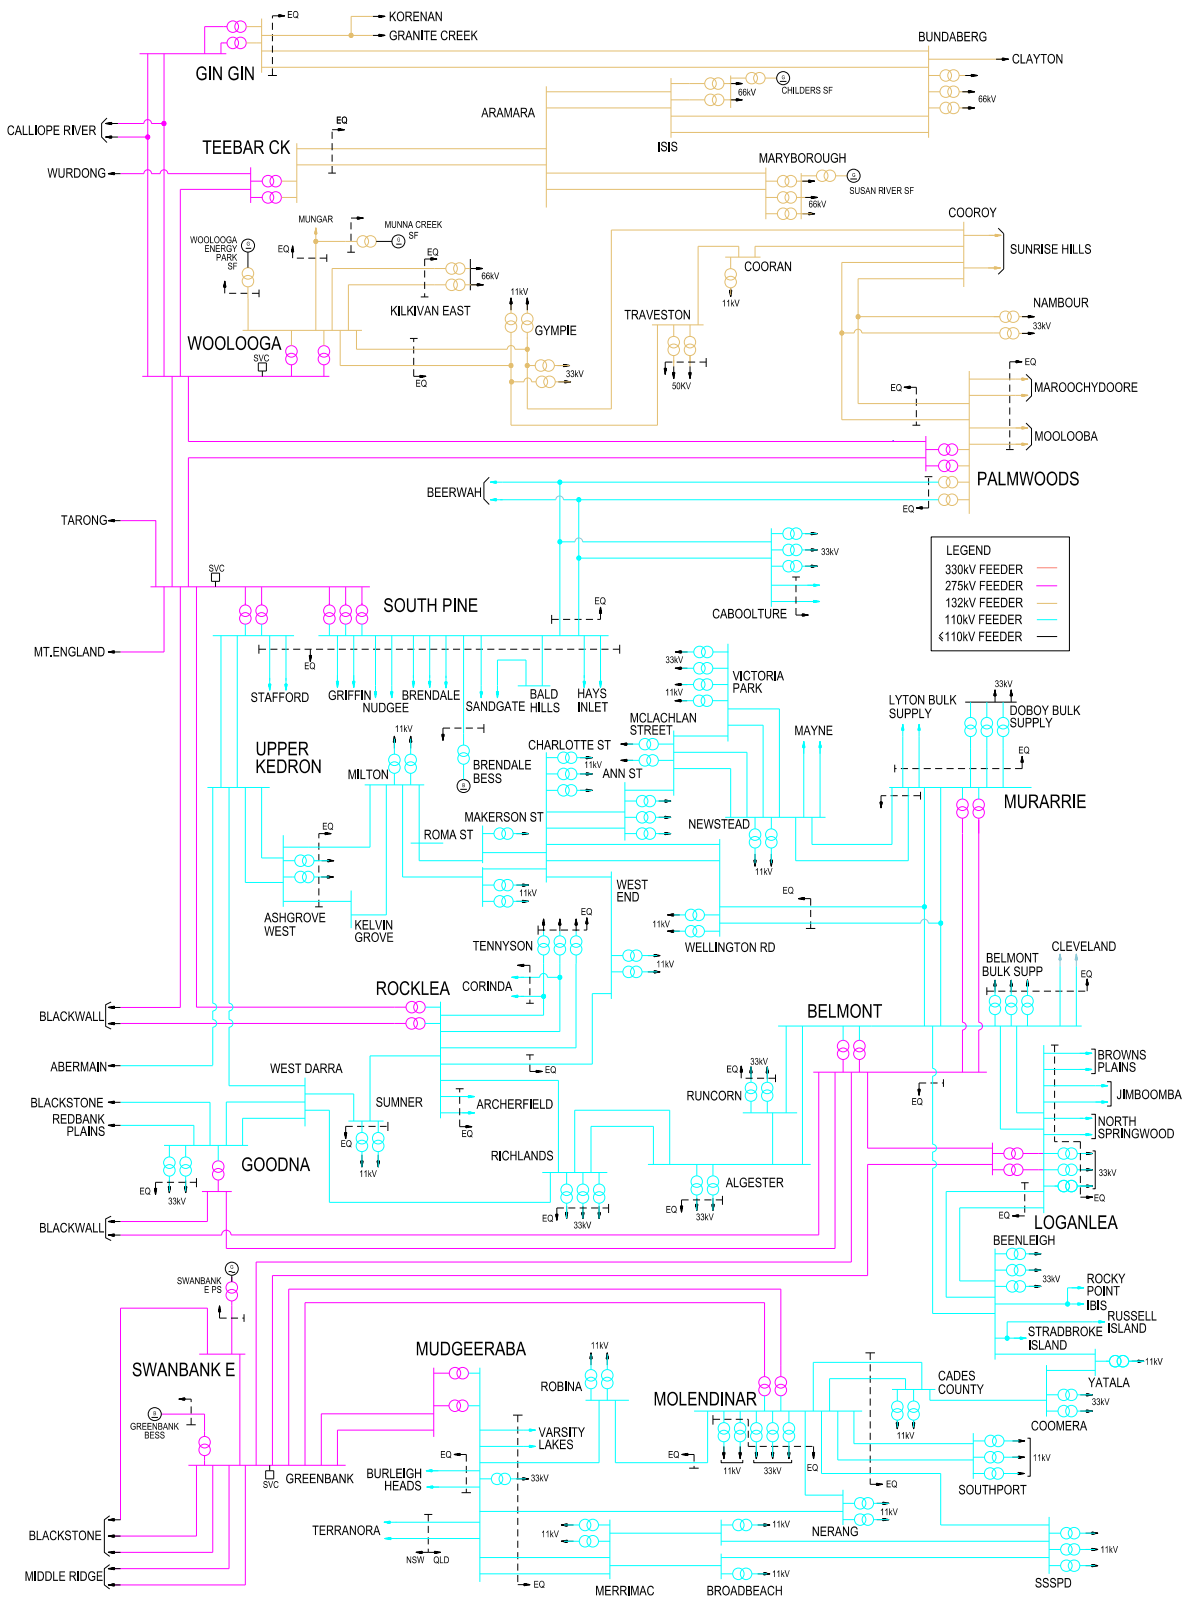 EQ
KORENAN
GRANITE CREEK
GIN GIN
BUNDABERG
CLAYTON
66kV
CHILDERS SF
66kV
ARAMARA
ISIS
CALLIOPE RIVER
EQ
TEEBAR CK
WURDONG
MARYBOROUGH
SUSAN RIVER SF
66kV
COOROY
SUNRISE HILLS
MUNGAR
MUNNA CREEK
SF
WOOLOOGA
ENERGY
PARK
SF
EQ
EQ
66kV
KILKIVAN EAST
COORAN
11kV
11kV
NAMBOUR
33kV
WOOLOOGA
SVC
GYMPIE
TRAVESTON
33kV
EQ
50KV
EQ
EQ
MAROOCHYDOORE
MOOLOOBA
PALMWOODS
BEERWAH
EQ
TARONG
SVC
33kV
CABOOLTURE
LEGEND
330kV FEEDER
275kV FEEDER
132kV FEEDER
110kV FEEDER
≤110kV FEEDER
SOUTH PINE
EQ
EQ
MT.ENGLAND
STAFFORD
GRIFFIN
NUDGEE
BRENDALE
SANDGATE
BALD
HILLS
HAYS
INLET
33kV
11kV
VICTORIA
PARK
LYTON BULK
SUPPLY
33kV
DOBOY BULK
SUPPLY
EQ
UPPER
KEDRON
11kV
MILTON
BRENDALE
BESS
MCLACHLAN
STREET
CHARLOTTE ST
11kV
ANN ST
MAYNE
MURARRIE
EQ
MAKERSON ST
ROMA ST
11kV
11kV
NEWSTEAD
11kV
EQ
ASHGROVE
WEST
KELVIN
GROVE
11kV
WEST
END
EQ
11kV
WELLINGTON RD
TENNYSON
EQ
11kV
CORINDA
EQ
ROCKLEA
BELMONT
BELMONT
BULK SUPP
CLEVELAND
EQ
BLACKWALL
ABERMAIN
WEST DARRA
EQ
EQ
33kV
RUNCORN
EQ
BROWNS
PLAINS
JIMBOOMBA
NORTH
SPRINGWOOD
BLACKSTONE
REDBANK
PLAINS
SUMNER
EQ
11kV
ARCHERFIELD
EQ
RICHLANDS
GOODNA
EQ
33kV
EQ
33kV
ALGESTER
EQ
33kV
33kV
EQ
EQ
LOGANLEA
BLACKWALL
BEENLEIGH
33kV
ROCKY
POINT
IBIS
RUSSELL
ISLAND
STRADBROKE
ISLAND
SWANBANK
E PS
EQ
SWANBANK E
MUDGEERABA
11kV
ROBINA
MOLENDINAR
CADES
COUNTY
11kV
YATALA
33kV
COOMERA
EQ
GREENBANK
BESS
EQ
VARSITY
LAKES
EQ
EQ
11kV
33kV
EQ
11kV
11kV
SOUTHPORT
EQ
SVC
GREENBANK
BURLEIGH
HEADS
33kV
BLACKSTONE
TERRANORA
NSW
QLD
11kV
11kV
11kV
NERANG
11kV
MIDDLE RIDGE
EQ
MERRIMAC
BROADBEACH
11kV
SSSPD